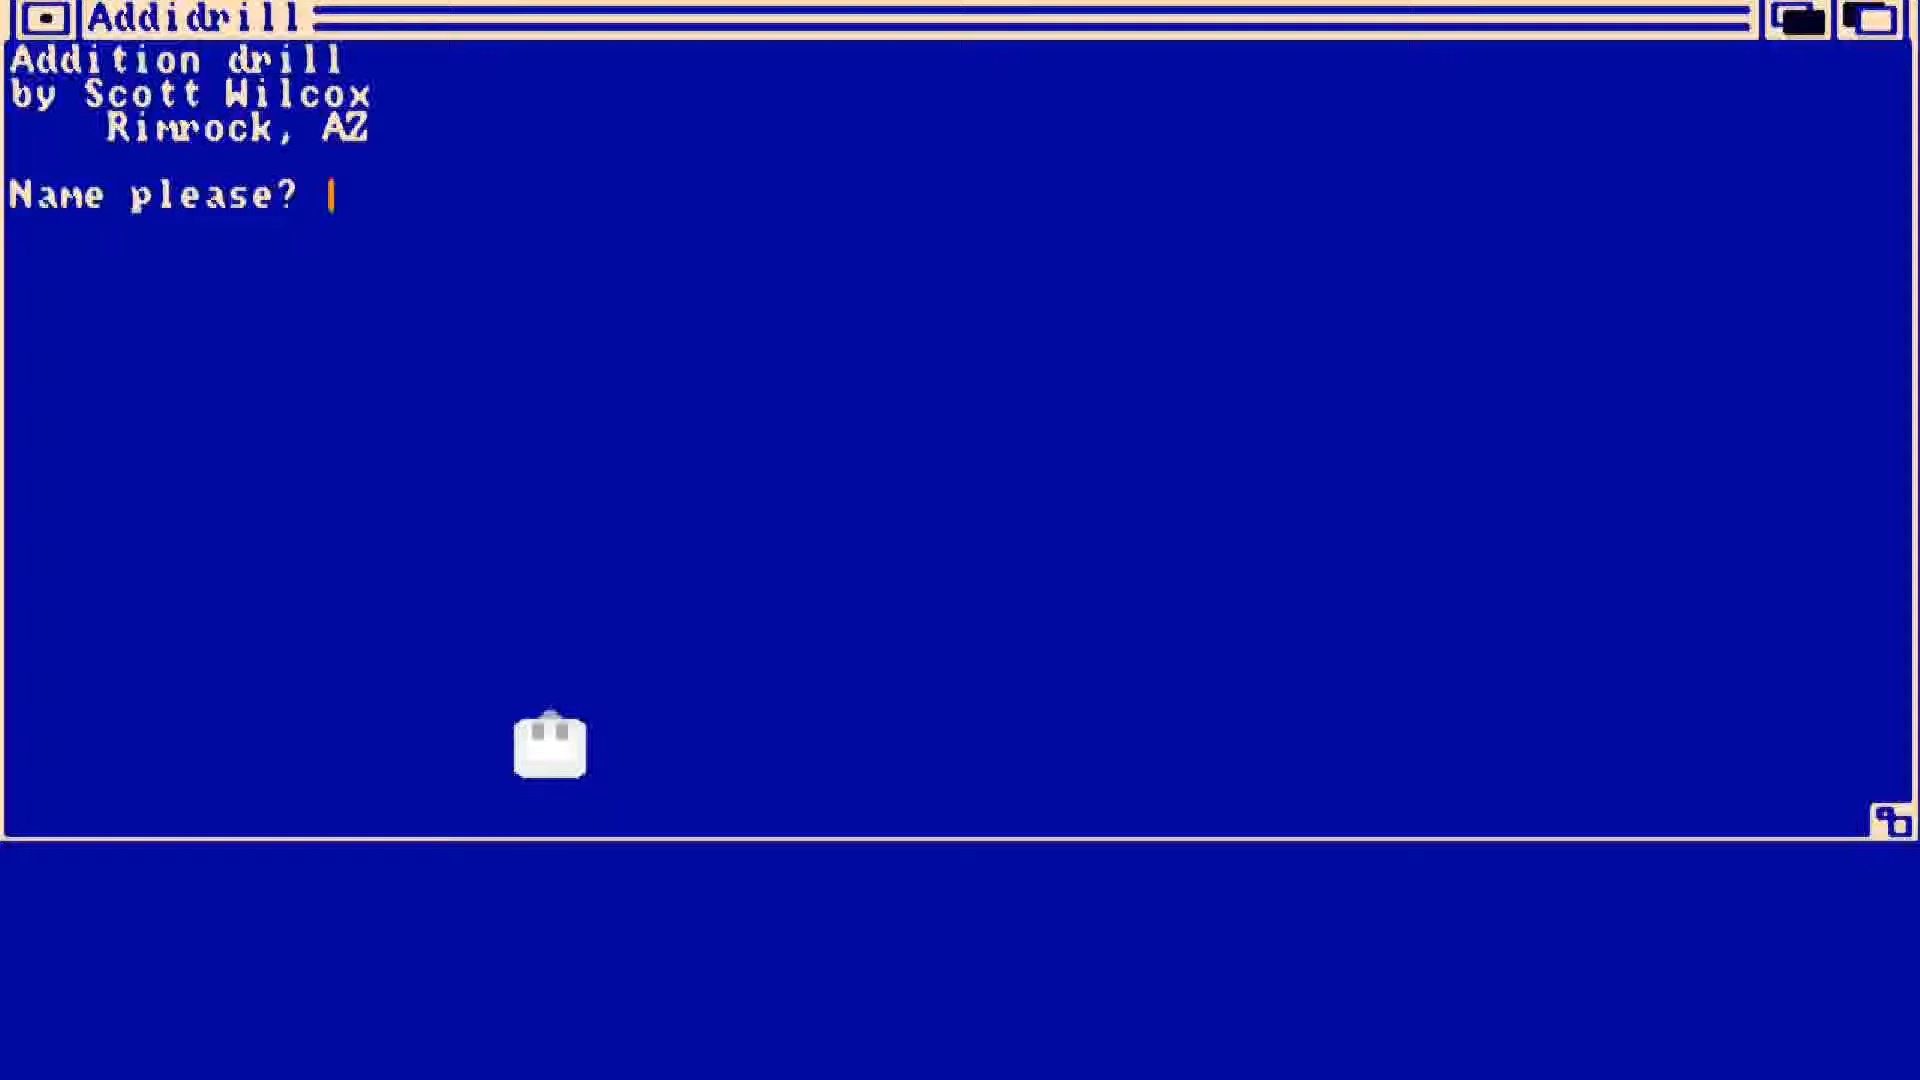 Addidrill
Addition drill
by Scott Wilcox
Rimrock, AZ
Name please?